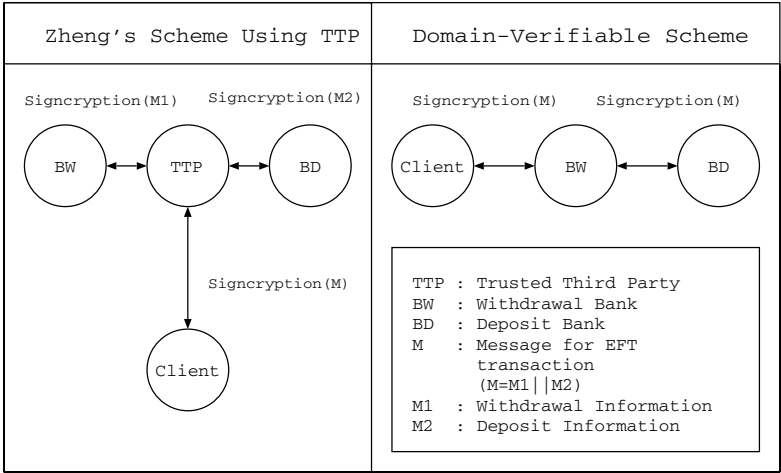 Zheng's Scheme Using TTP
Signcryption(M1)
Signcryption(M2)
BW
TTP
BD
Signcryption(M)
Client
Domain-Verifiable Scheme
Signcryption(M)
Signcryption(M)
Client
BW
BD
TTP : Trusted Third Party
BW : Withdrawal Bank
BD : Deposit Bank
M : Message for EFT
transaction
(M=M1||M2)
M1 : Withdrawal Information
M2 : Deposit Information